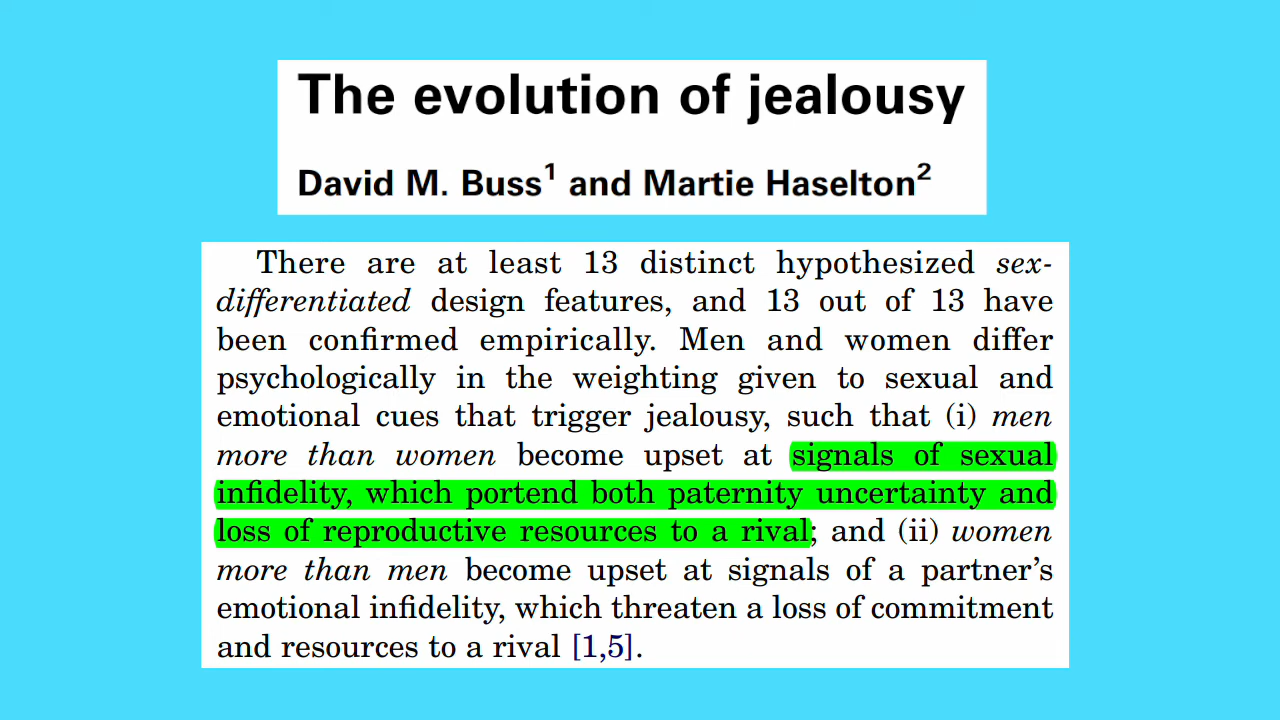 The evolution of jealousy
David M. Buss¹ and Martie Haselton²
There are at least 13 distinct hypothesized sex-
differentiated design features, and 13 out of 13 have
been confirmed empirically. Men and women differ
psychologically in the weighting given to sexual and
emotional cues that trigger jealousy, such that (i) men
more than women become upset at signals of sexual
infidelity, which portend both paternity uncertainty and
loss of reproductive resources to a rival; and (ii) women
more than men become upset at signals of a partner’s
emotional infidelity, which threaten a loss of commitment
and resources to a rival [1,5].